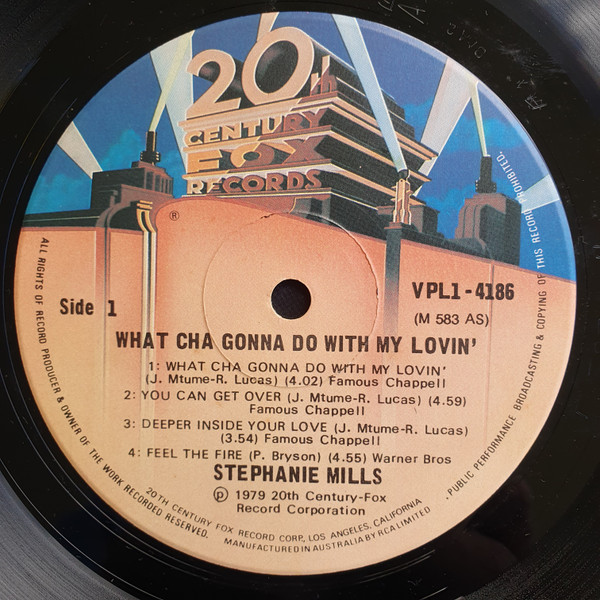 20th
CENTURY
FOX
RECORDS
®
Side 1
VPL1-4186
(M 583 AS)
WHAT CHA GONNA DO WITH MY LOVIN'
1: WHAT CHA GONNA DO WITH MY LOVIN'
(J. Mtume-R. Lucas) (4.02) Famous Chappell
2: YOU CAN GET OVER (J. Mtume-R. Lucas) (4.59)
Famous Chappell
3: DEEPER INSIDE YOUR LOVE (J. Mtume-R. Lucas)
(3.54) Famous Chappell
4: FEEL THE FIRE (P. Bryson) (4.55) Warner Bros
STEPHANIE MILLS
℗ 1979 20th Century-Fox
Record Corporation
ALL RIGHTS OF RECORD PRODUCER & OWNER OF THE WORK RECORDED RESERVED.
20TH CENTURY FOX RECORD CORP, LOS ANGELES, CALIFORNIA
MANUFACTURED IN AUSTRALIA BY RCA LIMITED
.PUBLIC PERFORMANCE BROADCASTING & COPYING OF THIS RECORD PROHIBITED.